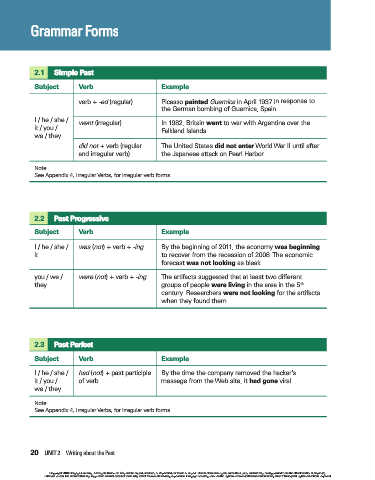 Grammar Forms
2.1 Simple Past
Subject Verb Example
I / he / she / it / you / we / they
verb + -ed (regular)
Picasso painted Guernica in April 1937 in response to
the German bombing of Guernica, Spain
went (irregular)
In 1982, Britain went to war with Argentina over the
Falkland Islands
did not + verb (regular
and irregular verb)
The United States did not enter World War II until after
the Japanese attack on Pearl Harbor
Note
See Appendix 4, Irregular Verbs, for irregular verb forms
2.2 Past Progressive
Subject Verb Example
I / he / she /
it
was (not) + verb + -ing
By the beginning of 2011, the economy was beginning
to recover from the recession of 2008 The economic
forecast was not looking as bleak
you / we /
they
were (not) + verb + -ing
The artifacts suggested that at least two different
groups of people were living in the area in the 5th
century Researchers were not looking for the artifacts
when they found them
2.3 Past Perfect
Subject Verb Example
I / he / she /
it / you /
we / they
had (not) + past participle
of verb
By the time the company removed the hacker's
message from the Web site, it had gone viral
Note
See Appendix 4, Irregular Verbs, for irregular verb forms
20 UNIT 2 Writing about the Past